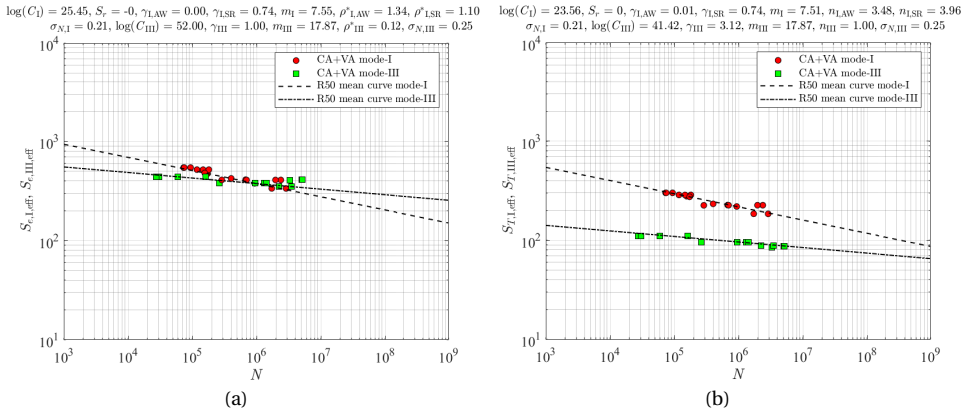 log(C_I) = 25.45, S_r = -0, γ_I,AW = 0.00, γ_I,SR = 0.74, m_I = 7.55, ρ*_I,AW = 1.34, ρ*_I,SR = 1.10
σ_N,I = 0.21, log(C_III) = 52.00, γ_III = 1.00, m_III = 17.87, ρ*_III = 0.12, σ_N,III = 0.25
10^4
10^3
10^2
10^1
S_e,I,eff, S_e,III,eff
CA+VA mode-I
CA+VA mode-III
R50 mean curve mode-I
R50 mean curve mode-III
10^3 10^4 10^5 10^6 10^7 10^8 10^9
N
(a)
log(C_I) = 23.56, S_r = 0, γ_I,AW = 0.01, γ_I,SR = 0.74, m_I = 7.51, n_I,AW = 3.48, n_I,SR = 3.96
σ_N,I = 0.21, log(C_III) = 41.42, γ_III = 3.12, m_III = 17.87, n_III = 1.00, σ_N,III = 0.25
10^4
10^3
10^2
10^1
S_T,I,eff, S_T,III,eff
CA+VA mode-I
CA+VA mode-III
R50 mean curve mode-I
R50 mean curve mode-III
10^3 10^4 10^5 10^6 10^7 10^8 10^9
N
(b)